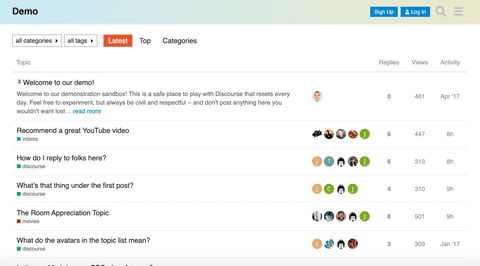 Demo
Sign Up
Log In
all categories
all tags
Latest
Top
Categories
Topic
Replies
Views
Activity
Welcome to our demo!
Welcome to our demonstration sandbox! This is a safe place to play with Discourse that resets every
day. Feel free to experiment, but always be civil and respectful – and don't post anything here you
wouldn't want lost… read more
0
461
Apr '17
Recommend a great YouTube video
videos
6
447
8h
How do I reply to folks here?
discourse
6
313
8h
What's that thing under the first post?
discourse
4
310
9h
The Room Appreciation Topic
movies
8
501
9h
What do the avatars in the topic list mean?
discourse
3
303
Jan '17